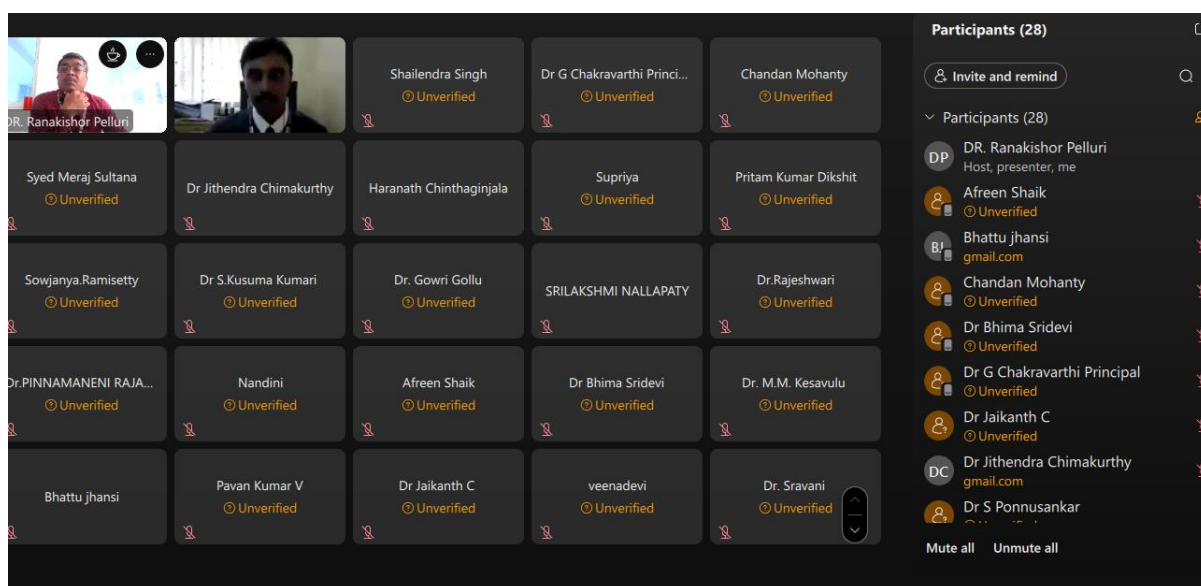 DR. Ranakishor Pelluri
Shailendra Singh
Unverified
Dr G Chakravarthi Princi...
Unverified
Chandan Mohanty
Unverified
Syed Meraj Sultana
Unverified
Dr Jithendra Chimakurthy
Haranath Chinthaginjala
Supriya
Unverified
Pritam Kumar Dikshit
Unverified
Sowjanya.Ramisetty
Unverified
Dr S.Kusuma Kumari
Unverified
Dr. Gowri Gollu
Unverified
SRILAKSHMI NALLAPATY
Dr.Rajeshwari
Unverified
Dr.PINNAMANENI RAJA...
Unverified
Nandini
Unverified
Afreen Shaik
Unverified
Dr Bhima Sridevi
Unverified
Dr. M.M. Kesavulu
Unverified
Bhattu jhansi
Pavan Kumar V
Unverified
Dr Jaikanth C
Unverified
veenadevi
Unverified
Dr. Sravani
Unverified
Participants (28)
Invite and remind
Participants (28)
DP
DR. Ranakishor Pelluri
Host, presenter, me
Afreen Shaik
Unverified
BJ
Bhattu jhansi
gmail.com
Chandan Mohanty
Unverified
Dr Bhima Sridevi
Unverified
Dr G Chakravarthi Principal
Unverified
Dr Jaikanth C
Unverified
DC
Dr Jithendra Chimakurthy
gmail.com
Dr S Ponnusankar
Mute all Unmute all